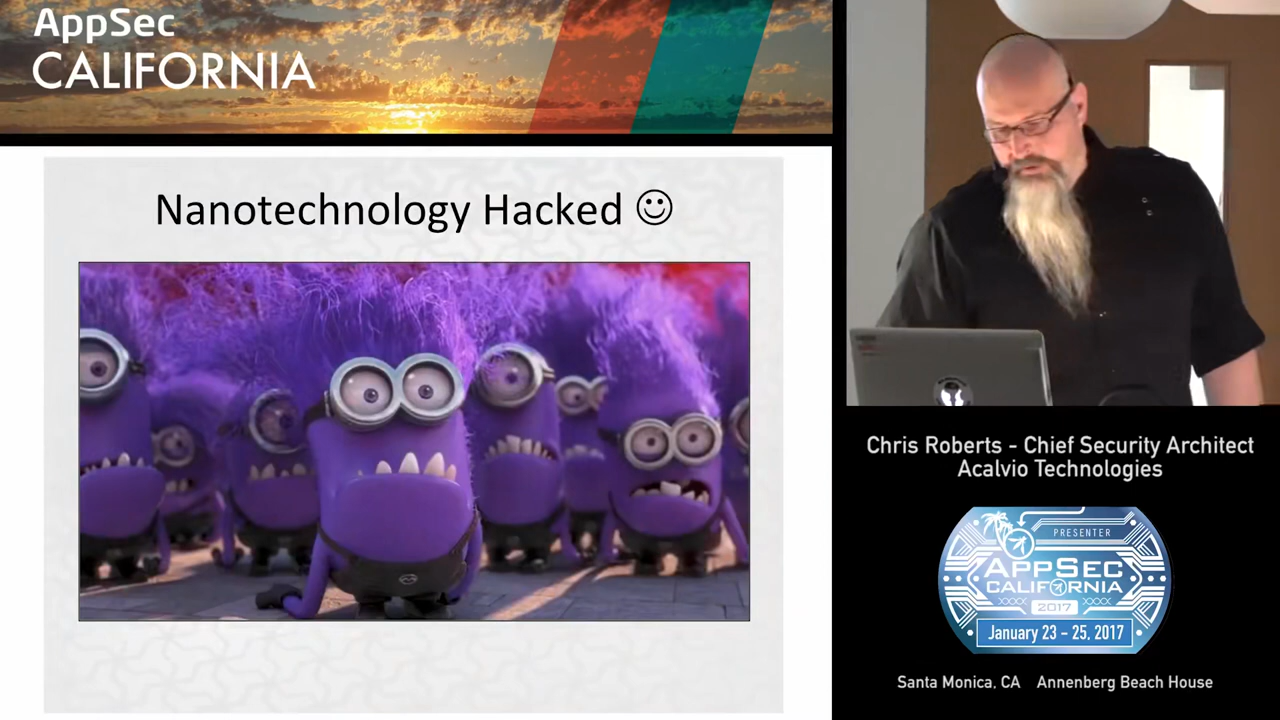 AppSec
CALIFORNIA
Nanotechnology Hacked ☺
Chris Roberts - Chief Security Architect
Acalvio Technologies
PRESENTER
APPSEC
CALIFORNIA
2017
January 23 - 25, 2017
Santa Monica, CA Annenberg Beach House